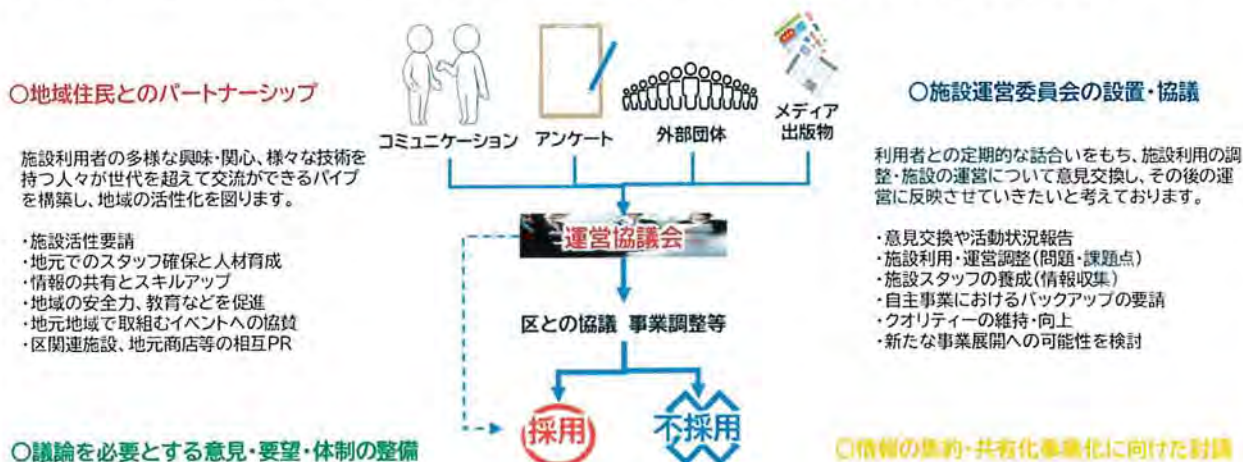 コミュニケーション
アンケート
外部団体
メディア
出版物
○地域住民とのパートナーシップ
施設利用者の多様な興味・関心、様々な技術を
持つ人々が世代を超えて交流ができるパイプ
を構築し、地域の活性化を図ります。
・施設活性要請
・地元でのスタッフ確保と人材育成
・情報の共有とスキルアップ
・地域の安全力、教育などを促進
・地元地域で取組むイベントへの協賛
・区関連施設、地元商店等の相互PR
運営協議会
区との協議 事業調整等
採用
不採用
○施設運営委員会の設置・協議
利用者との定期的な話合いをもち、施設利用の調
整・施設の運営について意見交換し、その後の運
営に反映させていきたいと考えております。
・意見交換や活動状況報告
・施設利用・運営調整(問題・課題点)
・施設スタッフの養成(情報収集)
・自主事業におけるバックアップの要請
・クオリティーの維持・向上
・新たな事業展開への可能性を検討
○議論を必要とする意見・要望・体制の整備
○情報の集約・共有化事業化に向けた討議